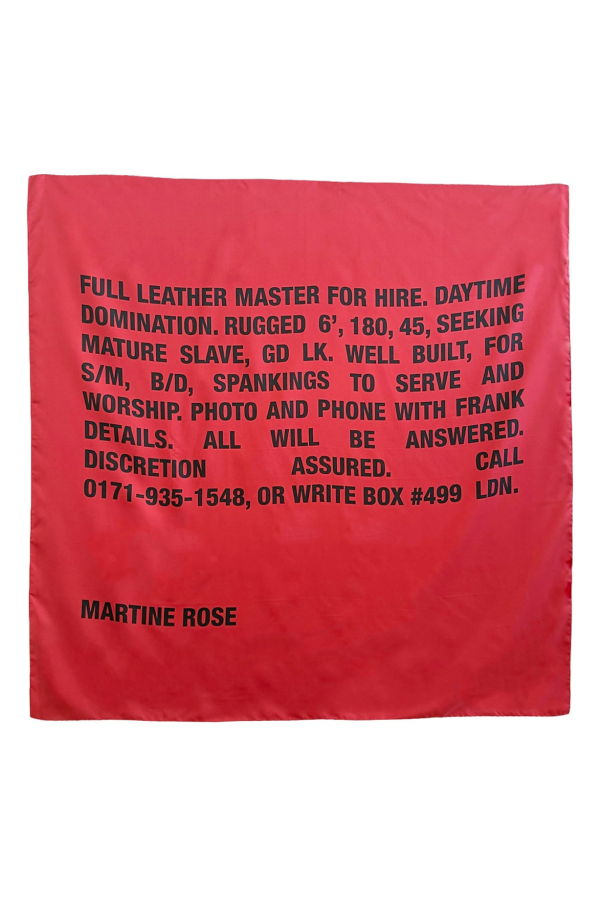 FULL LEATHER MASTER FOR HIRE. DAYTIME
DOMINATION. RUGGED 6', 180, 45, SEEKING
MATURE SLAVE, GD LK. WELL BUILT, FOR
S/M, B/D, SPANKINGS TO SERVE AND
WORSHIP. PHOTO AND PHONE WITH FRANK
DETAILS. ALL WILL BE ANSWERED.
DISCRETION ASSURED. CALL
0171-935-1548, OR WRITE BOX #499 LDN.
MARTINE ROSE